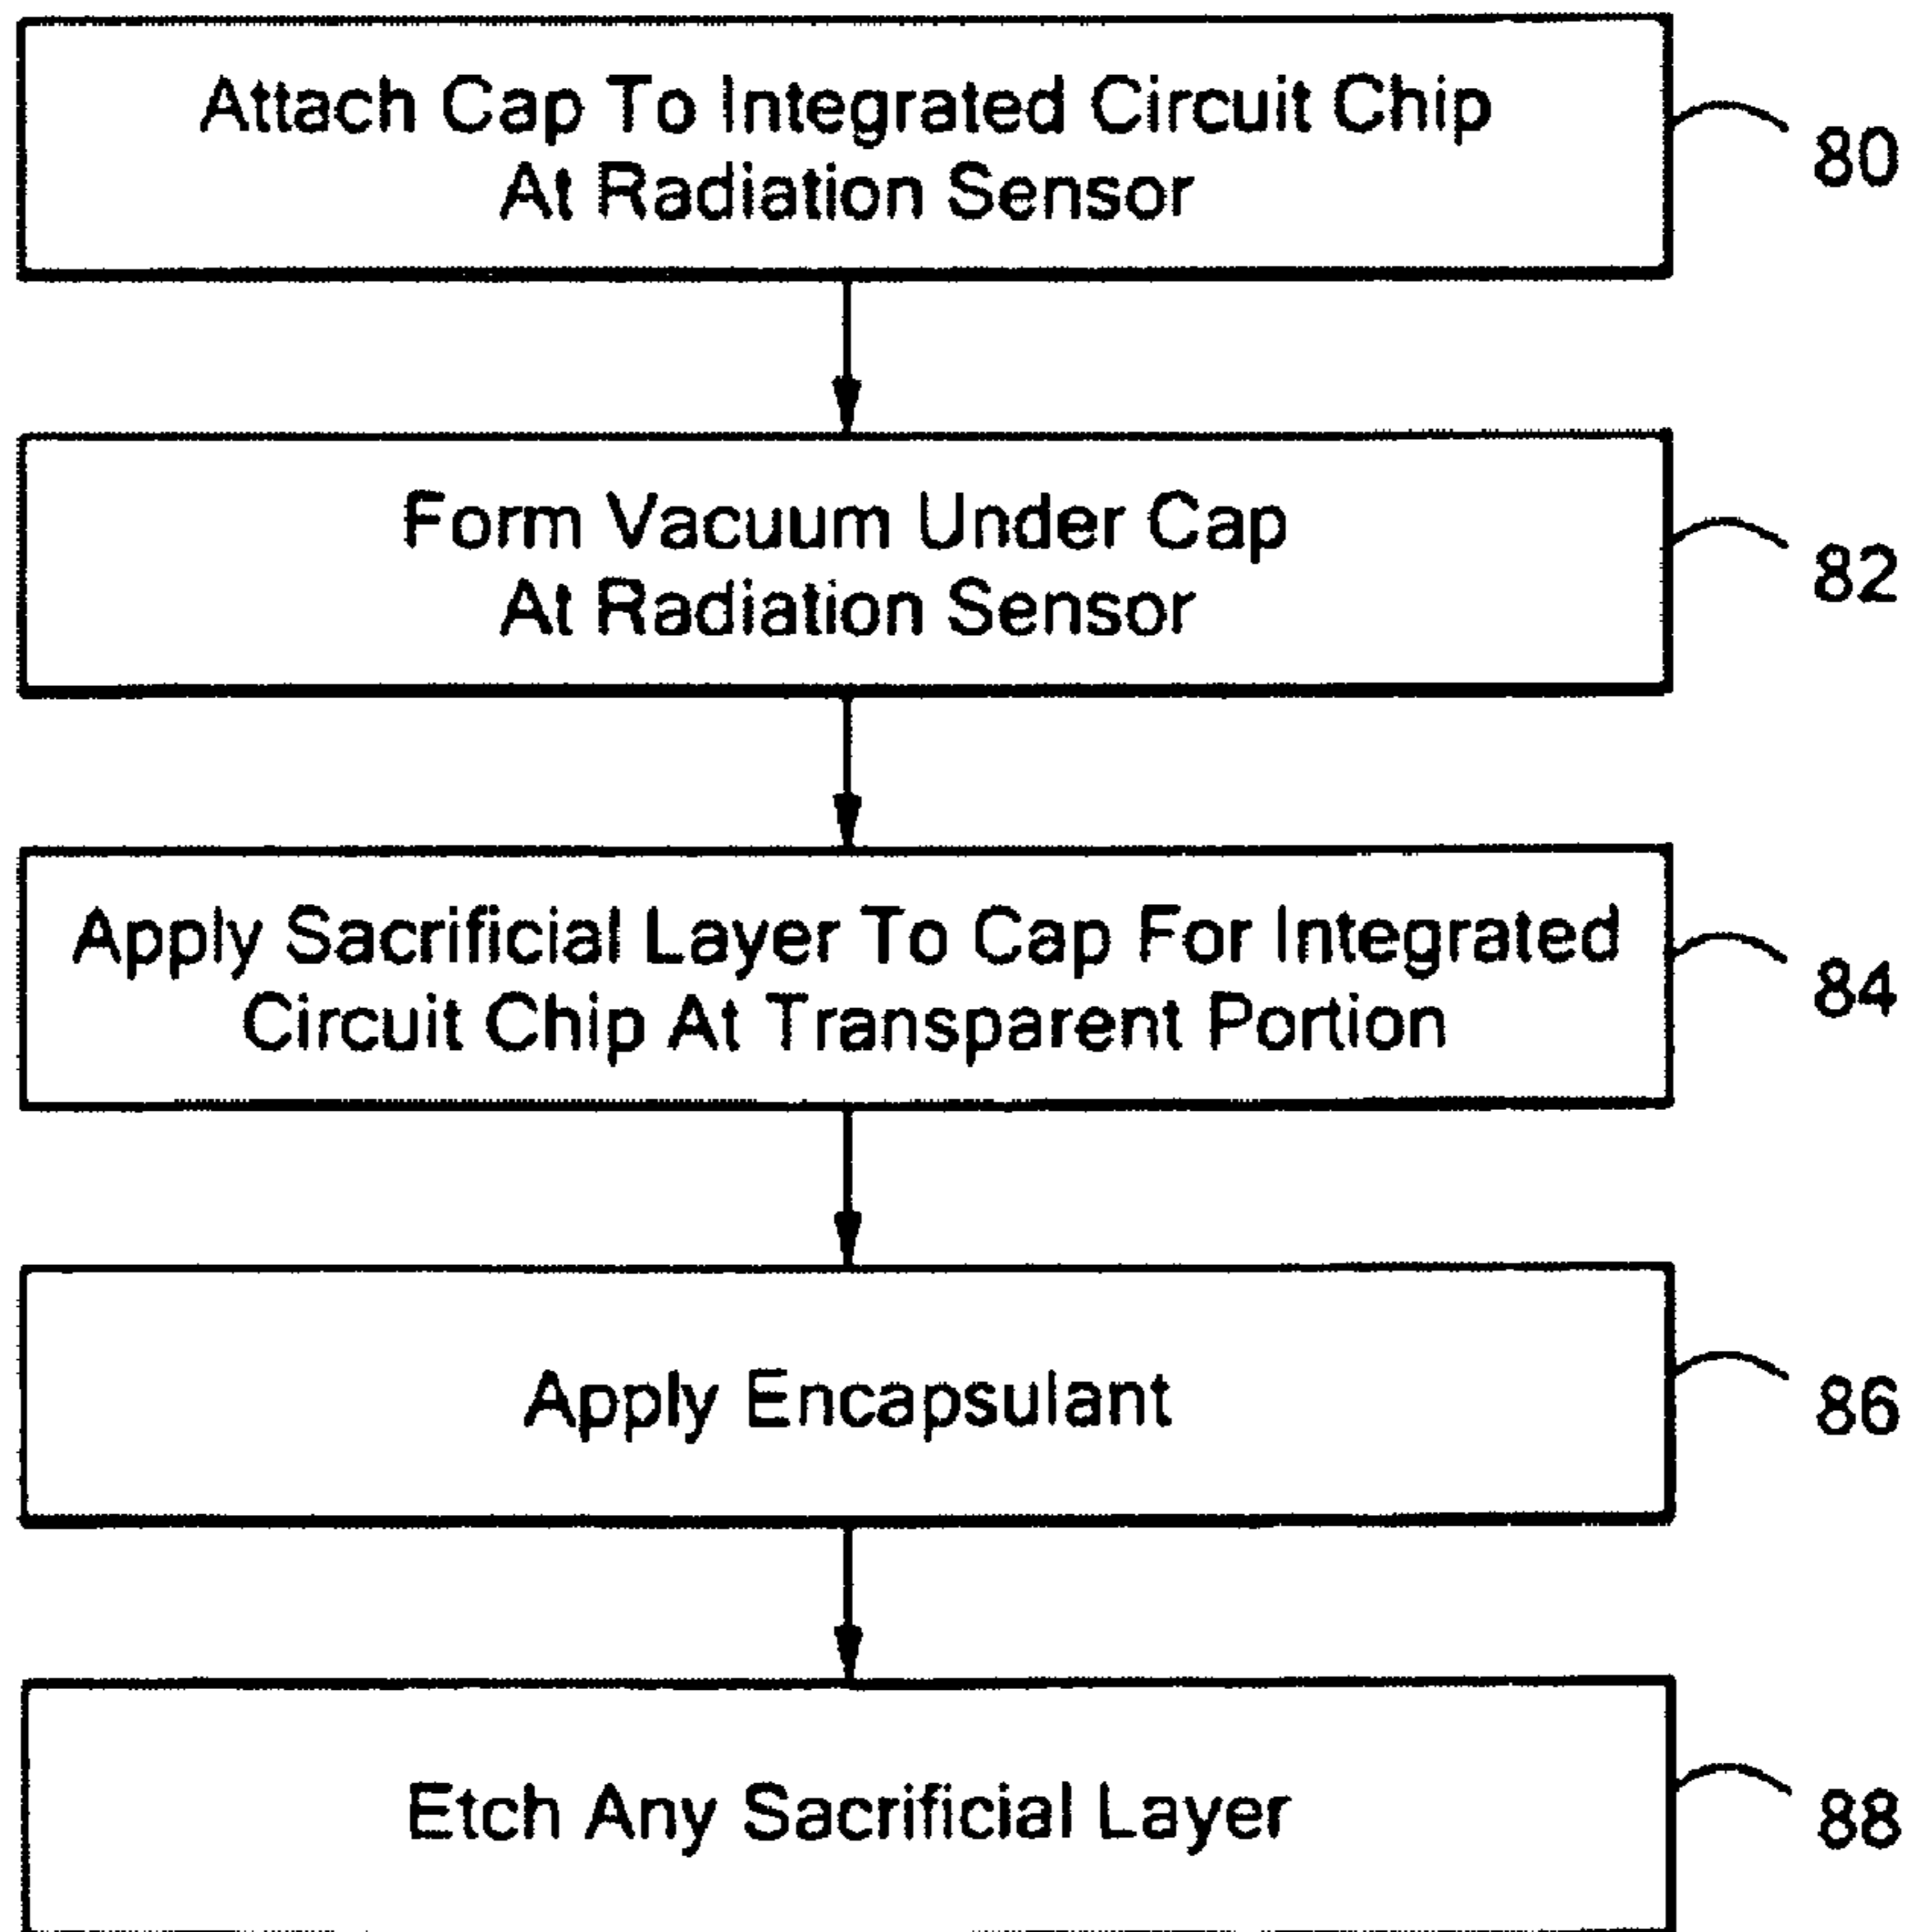 Attach Cap To Integrated Circuit Chip
At Radiation Sensor
80
Form Vacuum Under Cap
At Radiation Sensor
82
Apply Sacrificial Layer To Cap For Integrated
Circuit Chip At Transparent Portion
84
Apply Encapsulant
86
Etch Any Sacrificial Layer
88